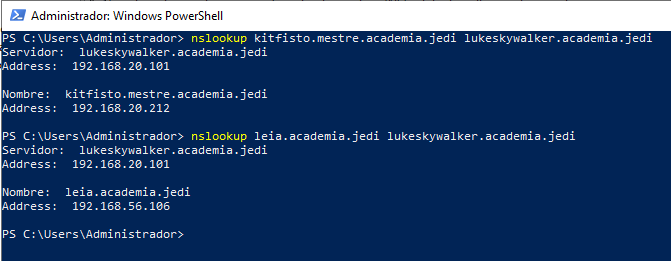 Administrador: Windows PowerShell
PS C:\Users\Administrador> nslookup kitfisto.mestre.academia.jedi lukeskywalker.academia.jedi
Servidor:  lukeskywalker.academia.jedi
Address:  192.168.20.101

Nombre:  kitfisto.mestre.academia.jedi
Address:  192.168.20.212

PS C:\Users\Administrador> nslookup leia.academia.jedi lukeskywalker.academia.jedi
Servidor:  lukeskywalker.academia.jedi
Address:  192.168.20.101

Nombre:  leia.academia.jedi
Address:  192.168.56.106

PS C:\Users\Administrador>